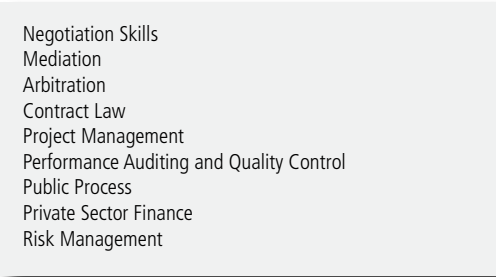 Negotiation Skills
Mediation
Arbitration
Contract Law
Project Management
Performance Auditing and Quality Control
Public Process
Private Sector Finance
Risk Management